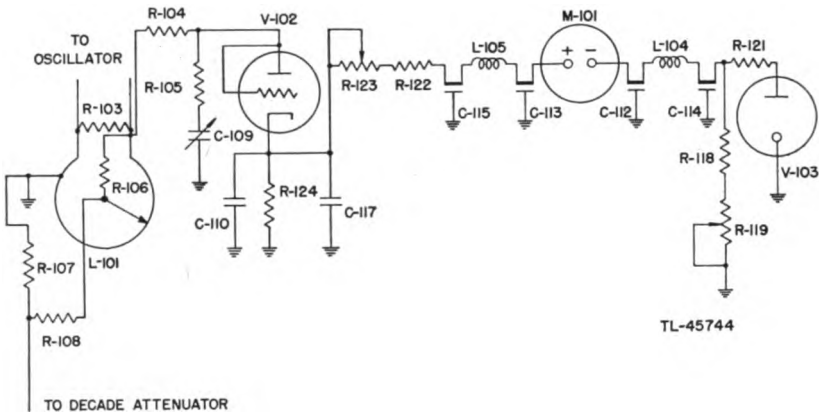 R-104
V-102
M-101
TO
OSCILLATOR
L-105
L-104
R-121
R-105
R-103
R-123
R-122
C-109
C-115
C-113
C-112
C-114
R-118
V-103
R-106
R-124
C-110
C-117
R-119
R-107
L-101
TL-45744
R-108
TO DECADE ATTENUATOR